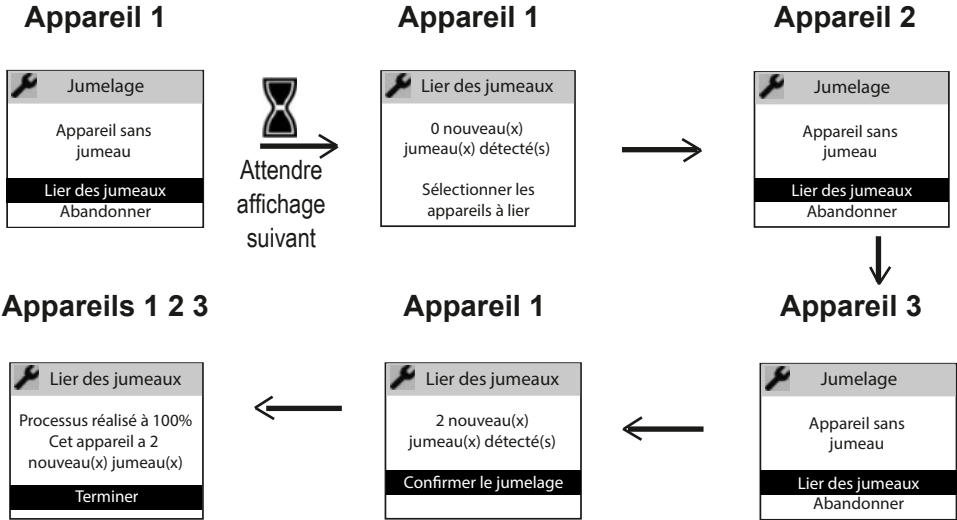 Appareil 1
Jumelage
Appareil sans
jumeau
Lier des jumeaux
Abandonner
Attendre
affichage
suivant
Appareil 1
Lier des jumeaux
0 nouveau(x)
jumeau(x) détecté(s)
Sélectionner les
appareils à lier
Appareil 2
Jumelage
Appareil sans
jumeau
Lier des jumeaux
Abandonner
Appareil 3
Jumelage
Appareil sans
jumeau
Lier des jumeaux
Abandonner
Appareil 1
Lier des jumeaux
2 nouveau(x)
jumeau(x) détecté(s)
Confirmer le jumelage
Appareils 1 2 3
Lier des jumeaux
Processus réalisé à 100%
Cet appareil a 2
nouveau(x) jumeau(x)
Terminer